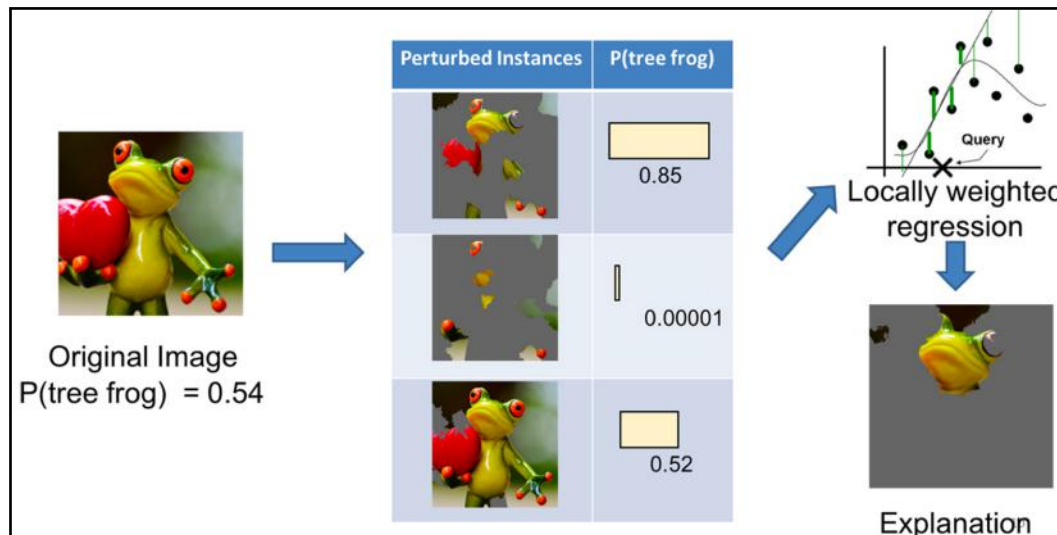 Original Image
P(tree frog) = 0.54
Perturbed Instances P(tree frog)
0.85
0.00001
0.52
Query
Locally weighted
regression
Explanation